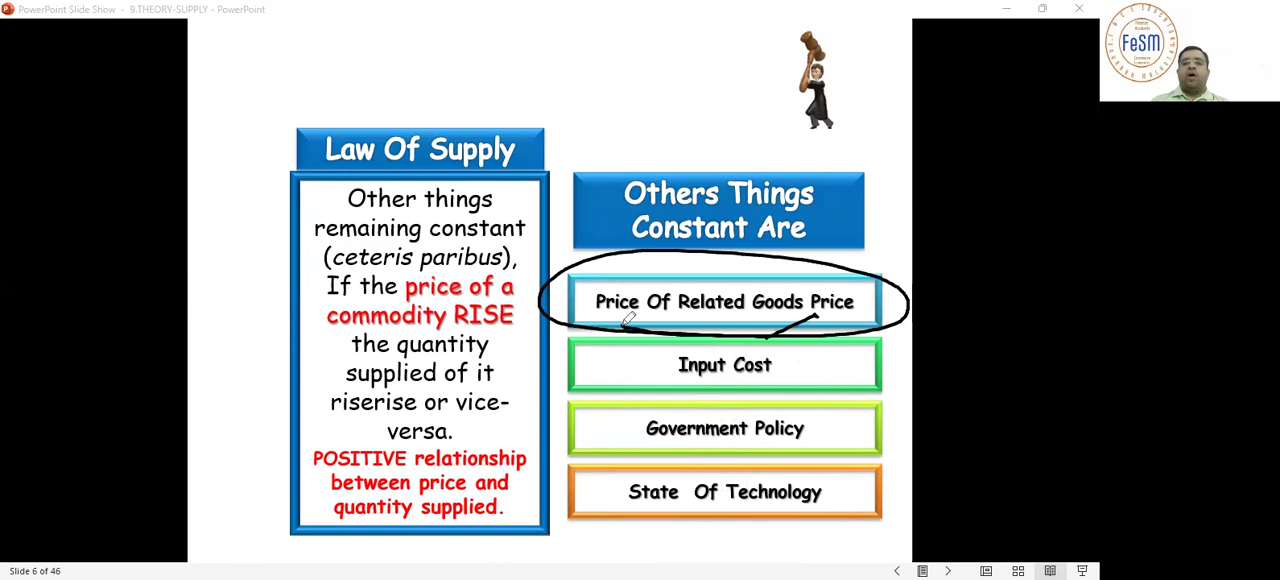 PowerPoint Slide Show - 9.THEORY-SUPPLY - PowerPoint
FeSM
Law Of Supply
Other things
remaining constant
(ceteris paribus),
If the price of a
commodity RISE
the quantity
supplied of it
riserise or vice-
versa.
POSITIVE relationship
between price and
quantity supplied.
Others Things
Constant Are
Price Of Related Goods Price
Input Cost
Government Policy
State Of Technology
Slide 6 of 46